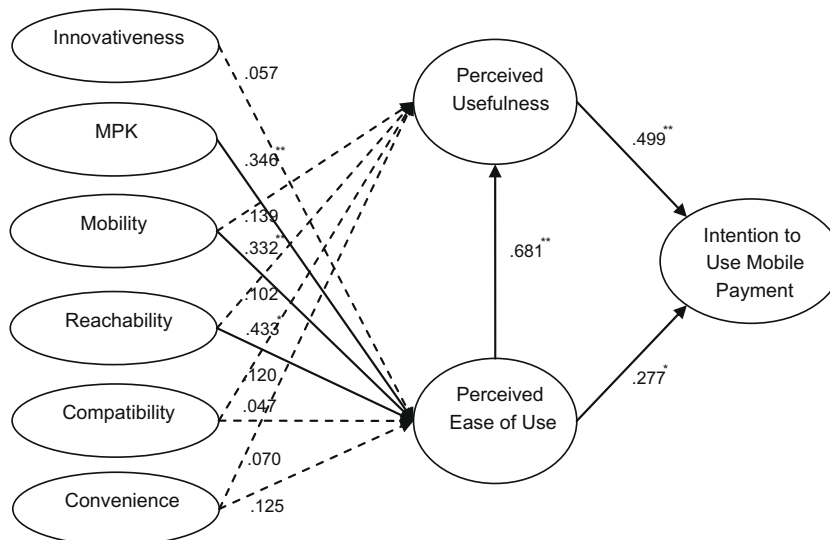 Innovativeness
MPK
Mobility
Reachability
Compatibility
Convenience
.057
.346**
.139
.332**
.102
.433*
.120
.047
.070
.125
Perceived
Usefulness
.681**
Perceived
Ease of Use
.499**
.277*
Intention to
Use Mobile
Payment